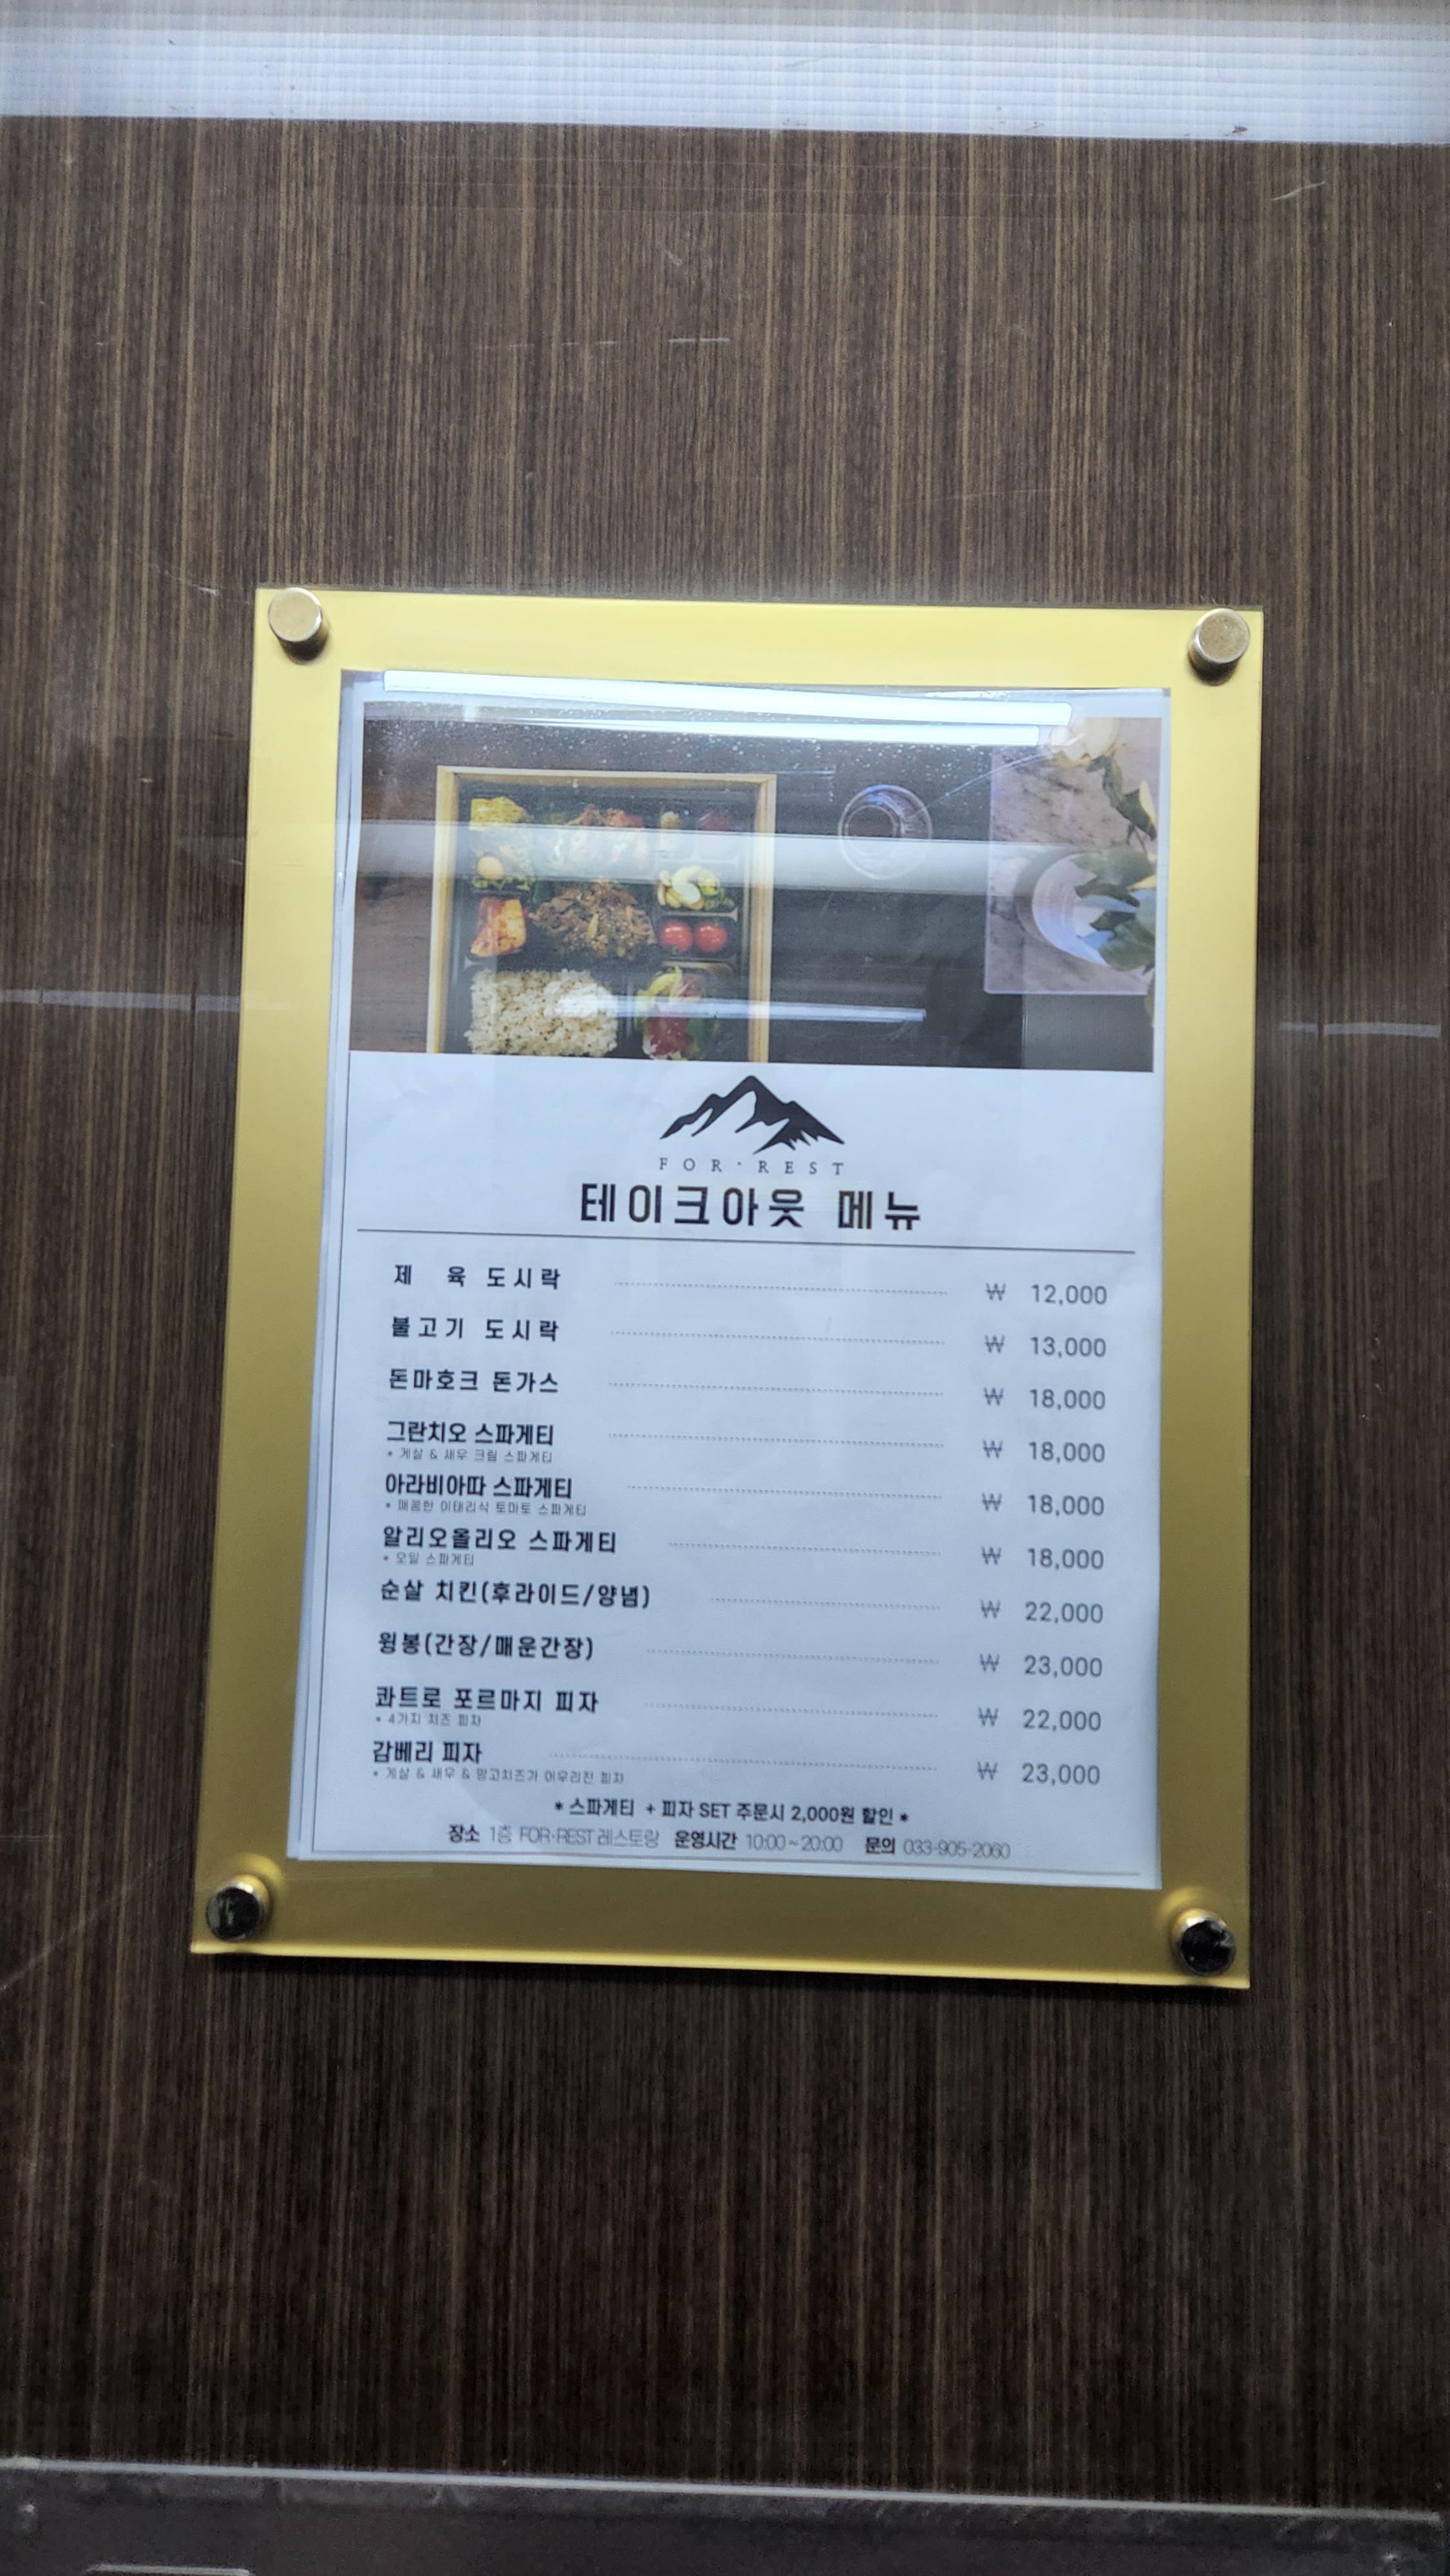 FOR·REST
테이크아웃 메뉴
제 육 도시락 ₩ 12,000
불고기 도시락 ₩ 13,000
돈마호크 돈가스 ₩ 18,000
그란치오 스파게티 ₩ 18,000
* 게살 & 새우 크림 스파게티
아라비아따 스파게티 ₩ 18,000
* 매콤한 이태리식 토마토 스파게티
알리오올리오 스파게티 ₩ 18,000
* 오일 스파게티
순살 치킨(후라이드/양념) ₩ 22,000
윙봉(간장/매운간장) ₩ 23,000
콰트로 포르마지 피자 ₩ 22,000
* 4가지 치즈 피자
감베리 피자 ₩ 23,000
* 게살 & 새우 & 망고치즈가 어우러진 피자
* 스파게티 + 피자 SET 주문시 2,000원 할인 *
장소 1층 FOR·REST 레스토랑 운영시간 10:00 ~ 20:00 문의 033-905-2060